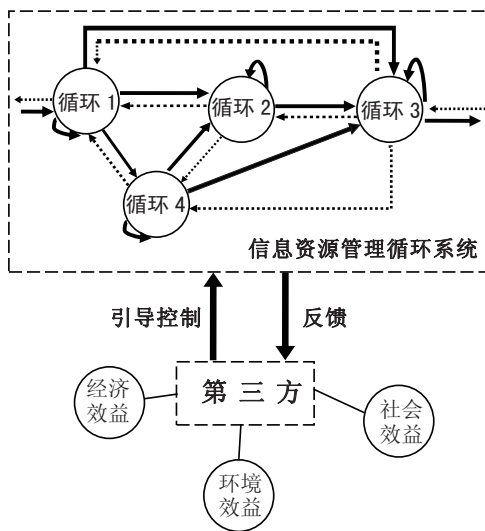 循环 1
循环 2
循环 3
循环 4
信息资源管理循环系统
引导控制
反馈
经济
效益
第三方
社会
效益
环境
效益